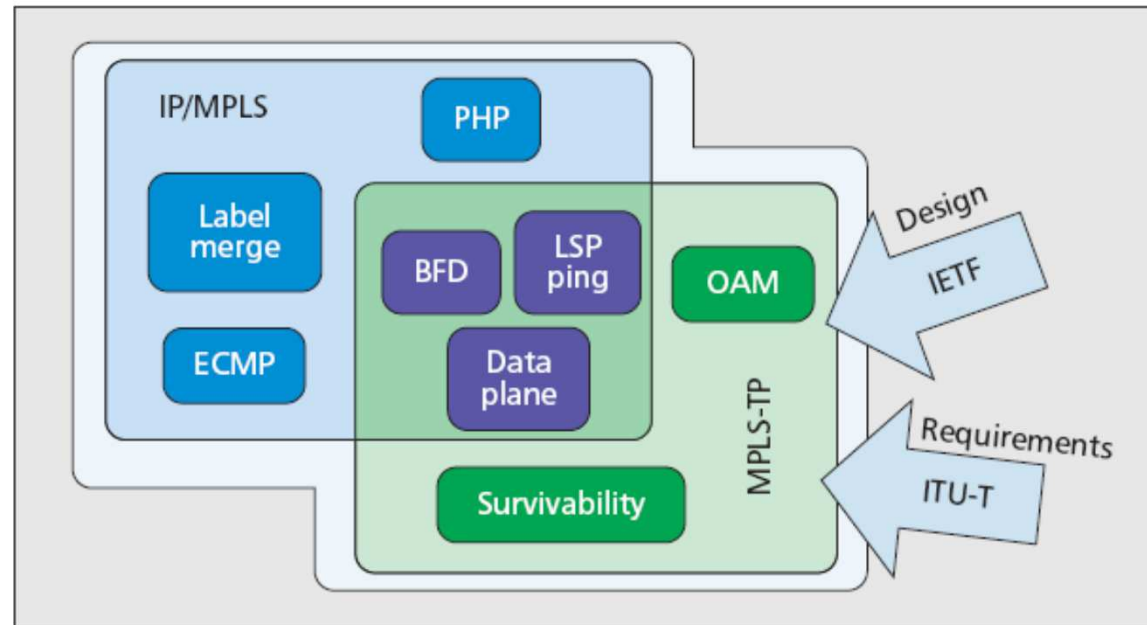 IP/MPLS
PHP
Label
merge
BFD
LSP
ping
OAM
ECMP
Data
plane
Survivability
MPLS-TP
Design
IETF
Requirements
ITU-T